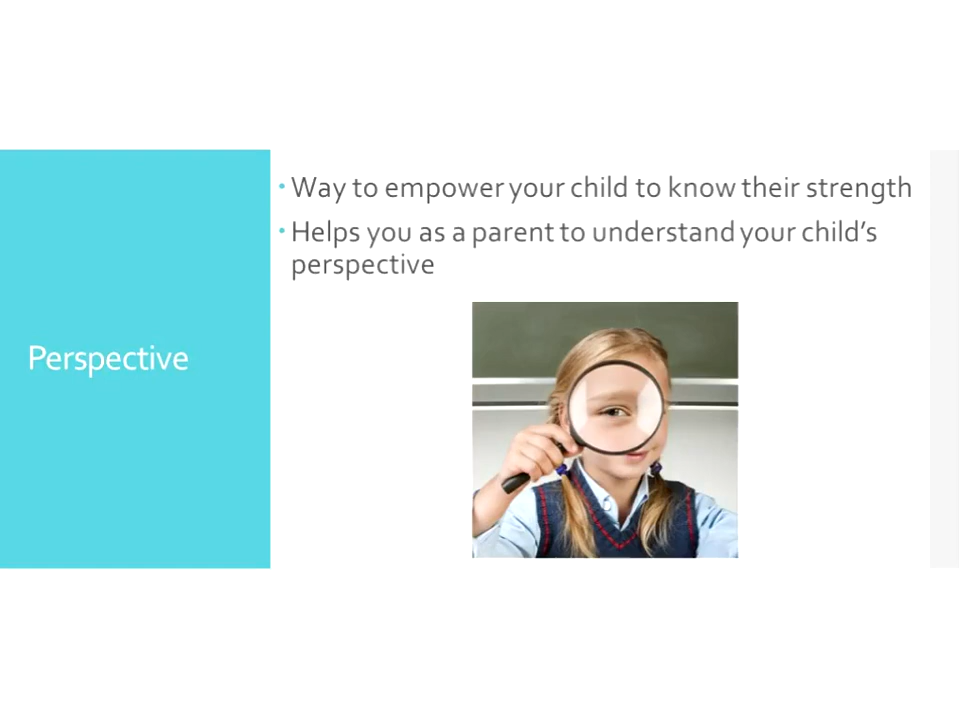 Way to empower your child to know their strength
Helps you as a parent to understand your child's
perspective
Perspective